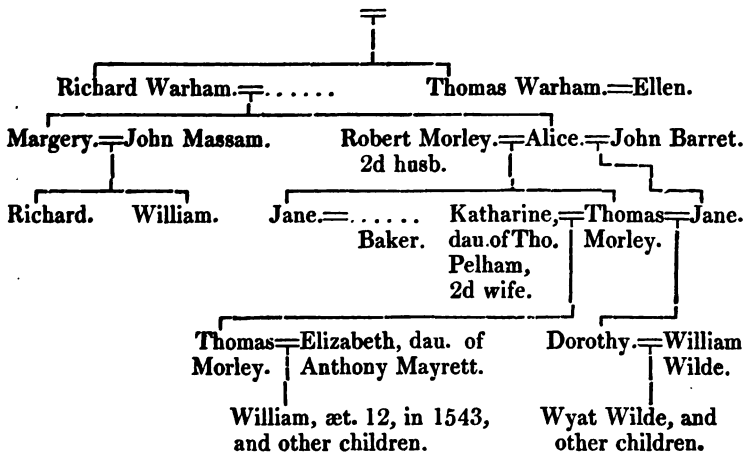 Richard Warham.═. . . . . . Thomas Warham.═Ellen.
Margery.═John Massam. Robert Morley.═Alice.═John Barret.
2d husb.
Richard. William. Jane.═. . . . . . Katharine,═Thomas═Jane.
Baker. dau. of Tho. Morley.
Pelham,
2d wife.
Thomas═Elizabeth, dau. of Dorothy.═William
Morley. Anthony Mayrett. Wilde.
William, æt. 12, in 1543, Wyat Wilde, and
and other children. other children.